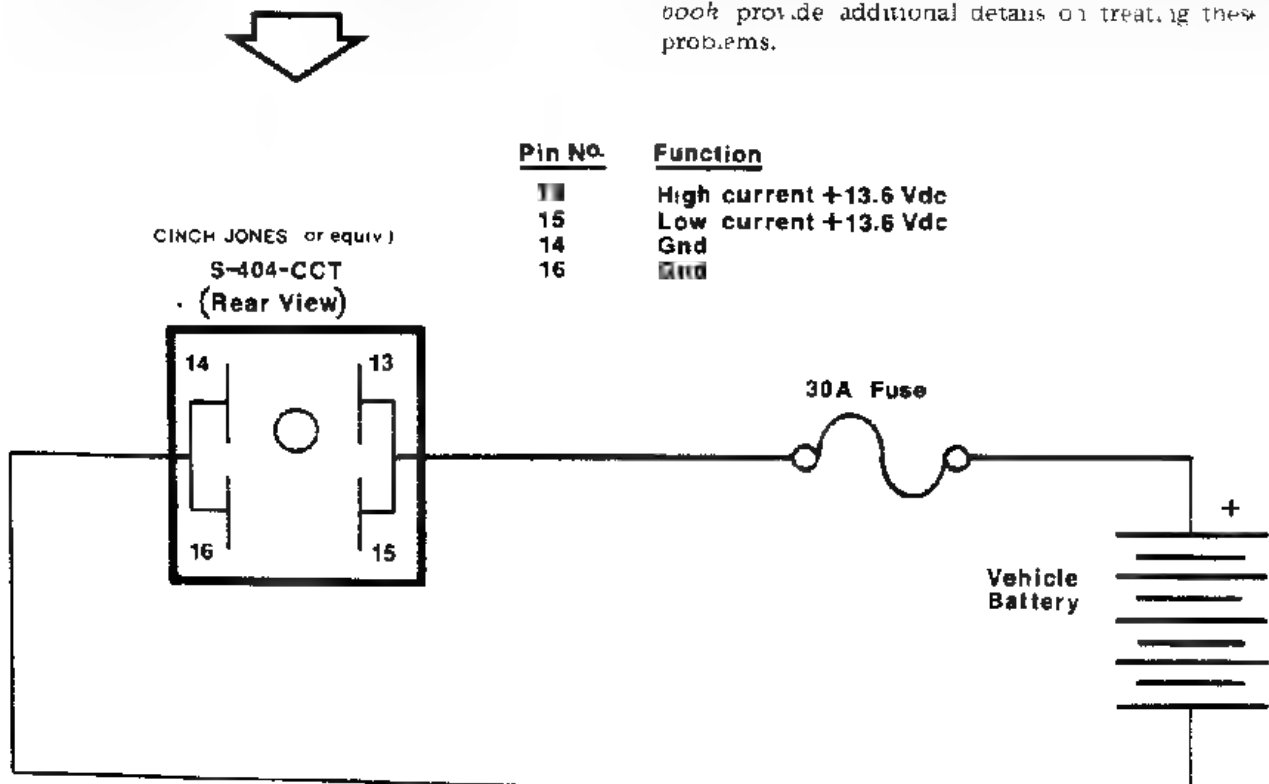 book provide additional details on treating these
problems.
Pin No. Function
High current +13.6 Vdc
15 Low current +13.6 Vdc
14 Gnd
16
CINCH JONES or equiv)
S-404-CCT
(Rear View)
14 13
16 15
30A Fuse
+
Vehicle
Battery